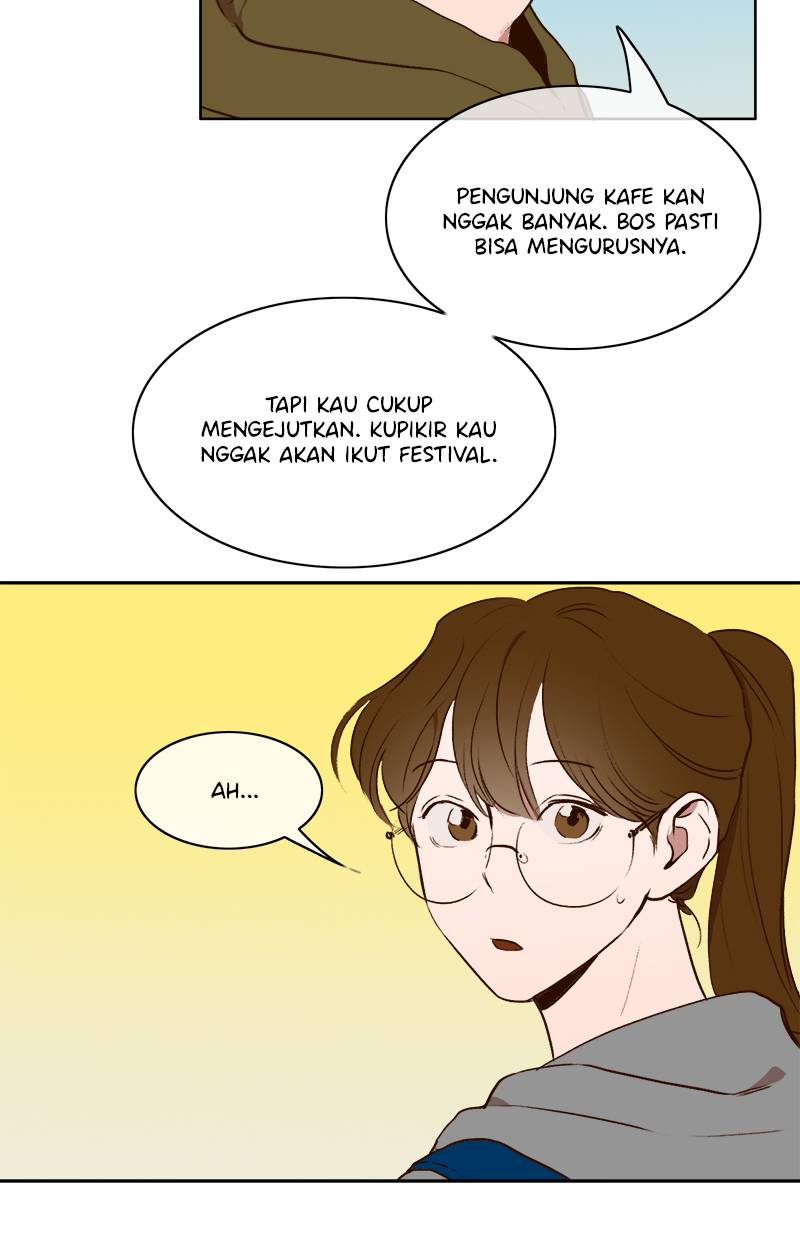 PENGUNJUNG KAFE KAN
NGGAK BANYAK. BOS PASTI
BISA MENGURUSNYA.
TAPI KAU CUKUP
MENGEJUTKAN. KUPIKIR KAU
NGGAK AKAN IKUT FESTIVAL.
AH...